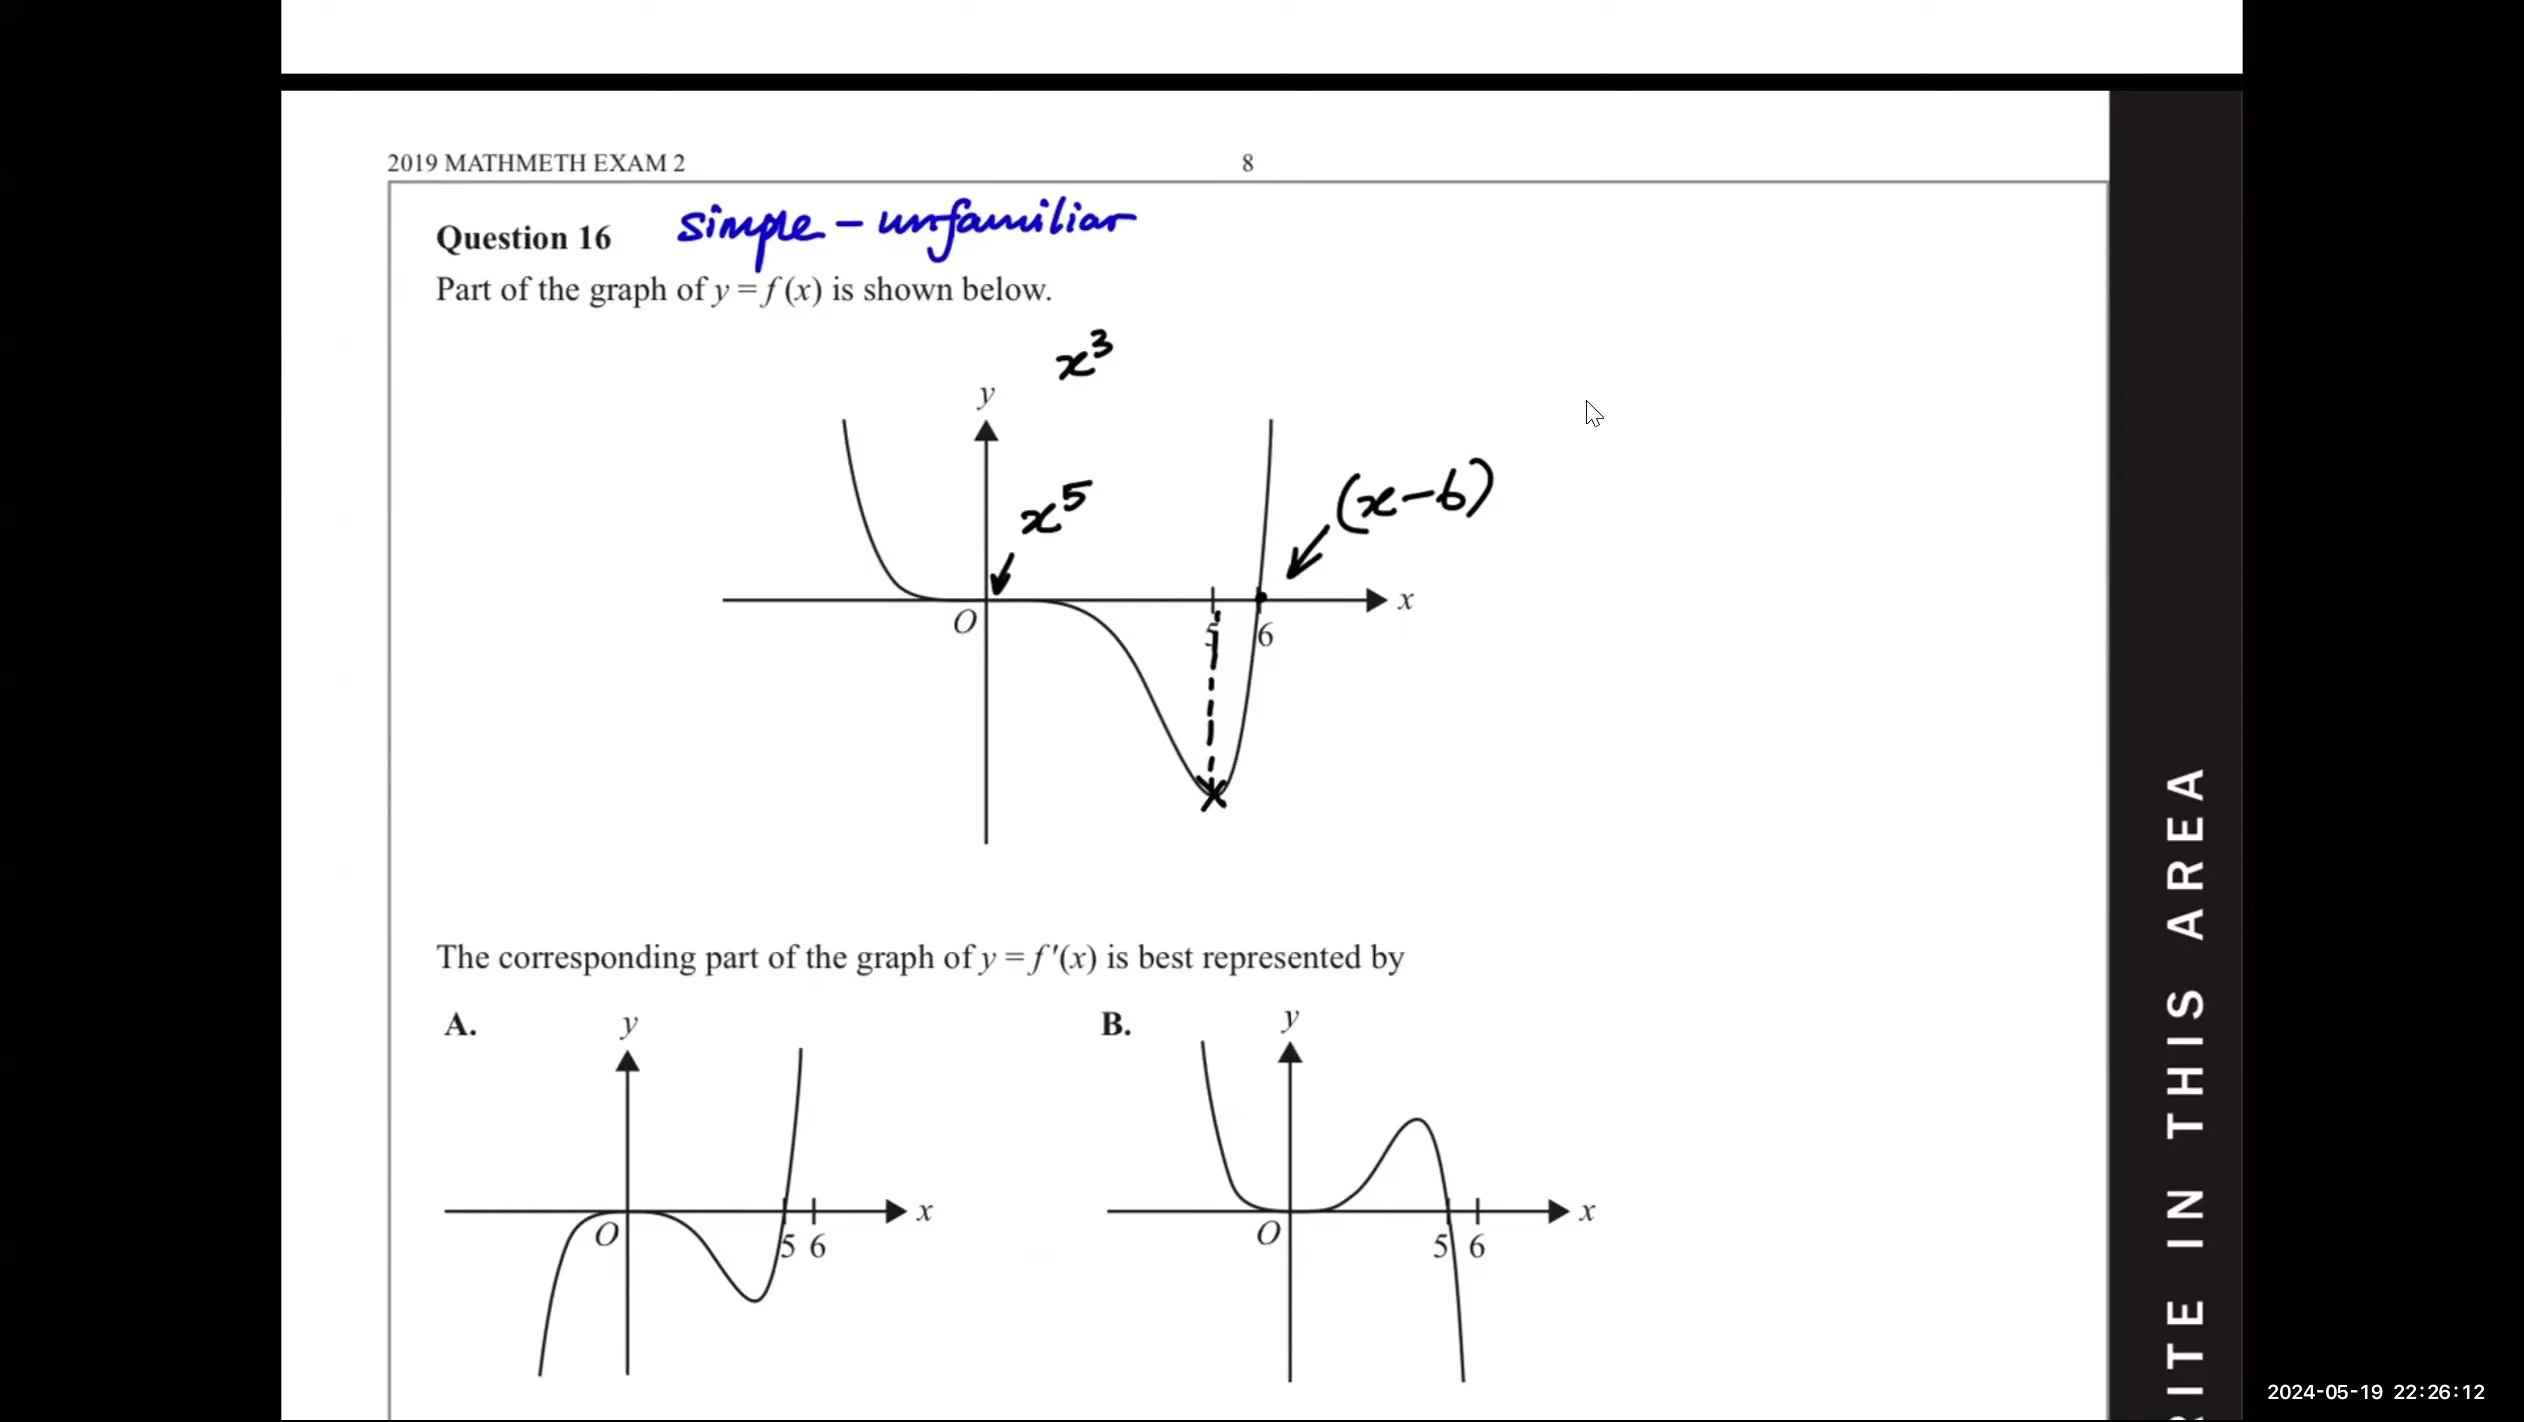 2019 MATHMETH EXAM 2
8
Question 16 simple - unfamiliar
Part of the graph of y = f (x) is shown below.
x³
y
x⁵
(x-6)
x
O
5
6
The corresponding part of the graph of y = f ′(x) is best represented by
A.
y
x
O
5 6
B.
y
x
O
5 6
RITE IN THIS AREA
2024-05-19 22:26:12